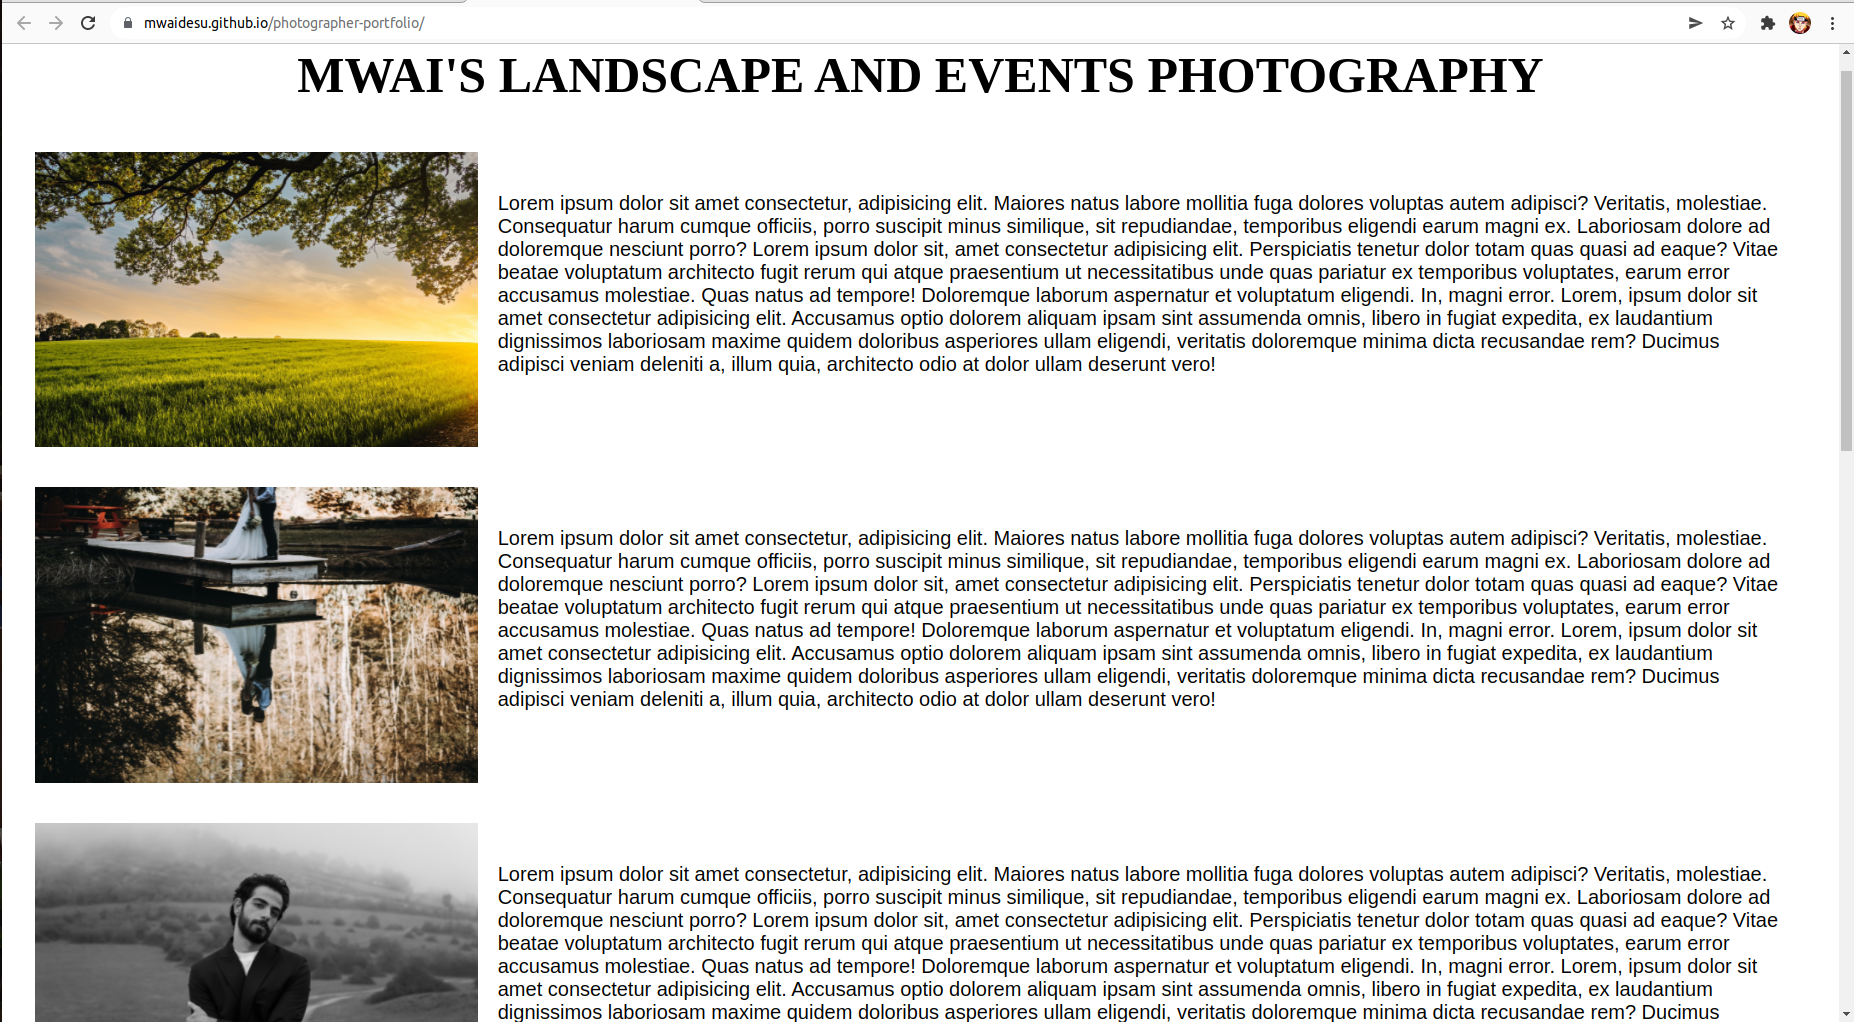 mwaidesu.github.io/photographer-portfolio/
MWAI'S LANDSCAPE AND EVENTS PHOTOGRAPHY
Lorem ipsum dolor sit amet consectetur, adipisicing elit. Maiores natus labore mollitia fuga dolores voluptas autem adipisci? Veritatis, molestiae.
Consequatur harum cumque officiis, porro suscipit minus similique, sit repudiandae, temporibus eligendi earum magni ex. Laboriosam dolore ad
doloremque nesciunt porro? Lorem ipsum dolor sit, amet consectetur adipisicing elit. Perspiciatis tenetur dolor totam quas quasi ad eaque? Vitae
beatae voluptatum architecto fugit rerum qui atque praesentium ut necessitatibus unde quas pariatur ex temporibus voluptates, earum error
accusamus molestiae. Quas natus ad tempore! Doloremque laborum aspernatur et voluptatum eligendi. In, magni error. Lorem, ipsum dolor sit
amet consectetur adipisicing elit. Accusamus optio dolorem aliquam ipsam sint assumenda omnis, libero in fugiat expedita, ex laudantium
dignissimos laboriosam maxime quidem doloribus asperiores ullam eligendi, veritatis doloremque minima dicta recusandae rem? Ducimus
adipisci veniam deleniti a, illum quia, architecto odio at dolor ullam deserunt vero!
Lorem ipsum dolor sit amet consectetur, adipisicing elit. Maiores natus labore mollitia fuga dolores voluptas autem adipisci? Veritatis, molestiae.
Consequatur harum cumque officiis, porro suscipit minus similique, sit repudiandae, temporibus eligendi earum magni ex. Laboriosam dolore ad
doloremque nesciunt porro? Lorem ipsum dolor sit, amet consectetur adipisicing elit. Perspiciatis tenetur dolor totam quas quasi ad eaque? Vitae
beatae voluptatum architecto fugit rerum qui atque praesentium ut necessitatibus unde quas pariatur ex temporibus voluptates, earum error
accusamus molestiae. Quas natus ad tempore! Doloremque laborum aspernatur et voluptatum eligendi. In, magni error. Lorem, ipsum dolor sit
amet consectetur adipisicing elit. Accusamus optio dolorem aliquam ipsam sint assumenda omnis, libero in fugiat expedita, ex laudantium
dignissimos laboriosam maxime quidem doloribus asperiores ullam eligendi, veritatis doloremque minima dicta recusandae rem? Ducimus
adipisci veniam deleniti a, illum quia, architecto odio at dolor ullam deserunt vero!
Lorem ipsum dolor sit amet consectetur, adipisicing elit. Maiores natus labore mollitia fuga dolores voluptas autem adipisci? Veritatis, molestiae.
Consequatur harum cumque officiis, porro suscipit minus similique, sit repudiandae, temporibus eligendi earum magni ex. Laboriosam dolore ad
doloremque nesciunt porro? Lorem ipsum dolor sit, amet consectetur adipisicing elit. Perspiciatis tenetur dolor totam quas quasi ad eaque? Vitae
beatae voluptatum architecto fugit rerum qui atque praesentium ut necessitatibus unde quas pariatur ex temporibus voluptates, earum error
accusamus molestiae. Quas natus ad tempore! Doloremque laborum aspernatur et voluptatum eligendi. In, magni error. Lorem, ipsum dolor sit
amet consectetur adipisicing elit. Accusamus optio dolorem aliquam ipsam sint assumenda omnis, libero in fugiat expedita, ex laudantium
dignissimos laboriosam maxime quidem doloribus asperiores ullam eligendi, veritatis doloremque minima dicta recusandae rem? Ducimus